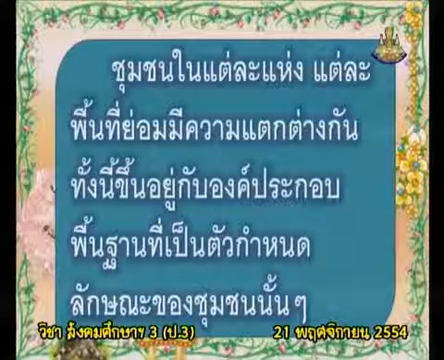 ชุมชนในแต่ละแห่ง แต่ละ
พื้นที่ย่อมมีความแตกต่างกัน
ทั้งนี้ขึ้นอยู่กับองค์ประกอบ
พื้นฐานที่เป็นตัวกำหนด
ลักษณะของชุมชนนั้นๆ
วิชา สังคมศึกษาฯ 3 (ป.3) 21 พฤศจิกายน 2554